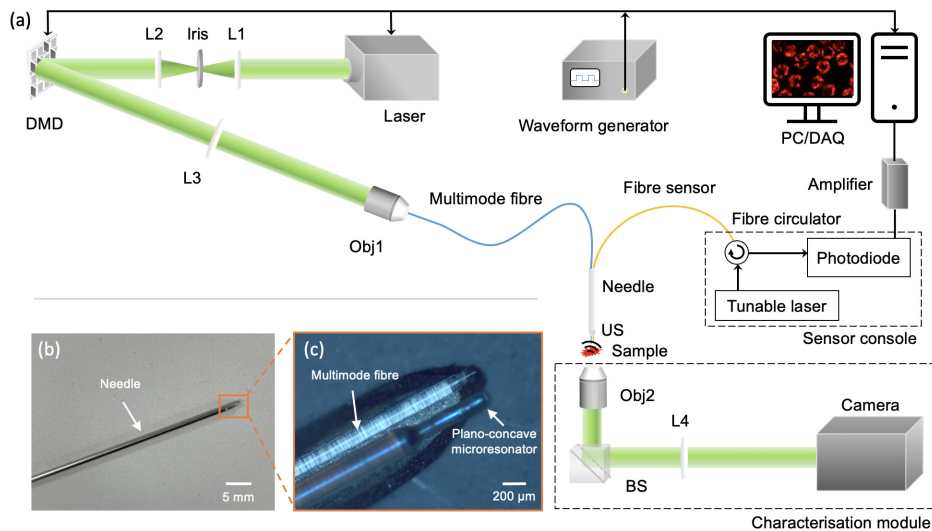 (a)
L2
Iris
L1
DMD
Laser
Waveform generator
PC/DAQ
L3
Amplifier
Multimode fibre
Fibre sensor
Fibre circulator
Obj1
Photodiode
Needle
Tunable laser
US
Sensor console
Sample
(b)
Needle
5 mm
(c)
Multimode fibre
Plano-concave
microresonator
200 µm
Obj2
L4
Camera
BS
Characterisation module